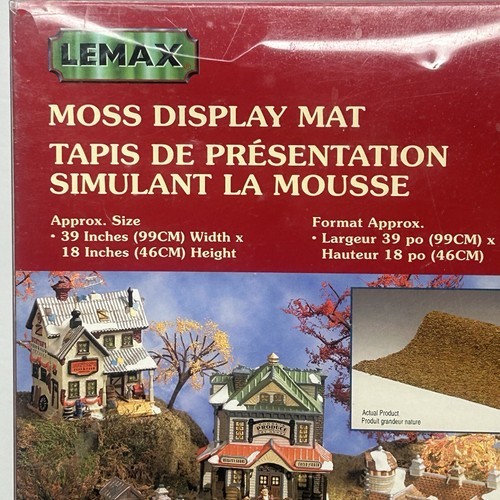 LEMAX
MOSS DISPLAY MAT
TAPIS DE PRÉSENTATION
SIMULANT LA MOUSSE
Approx. Size
• 39 Inches (99CM) Width x
18 Inches (46CM) Height
Format Approx.
• Largeur 39 po (99CM) x
Hauteur 18 po (46CM)
Actual Product
Produit grandeur nature
PRODUCE